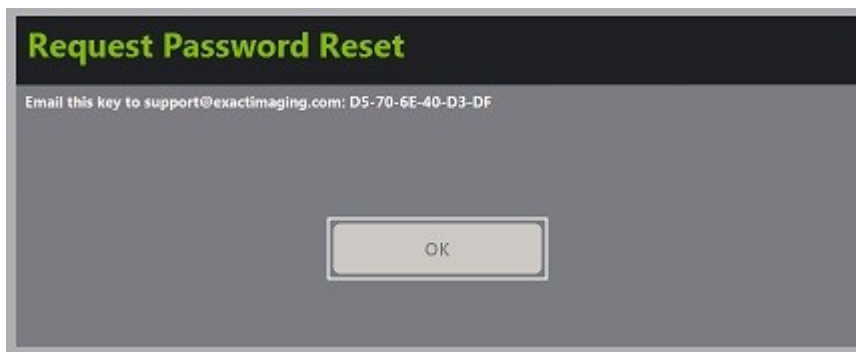 Request Password Reset
Email this key to support@exactimaging.com: D5-70-6E-40-D3-DF
OK